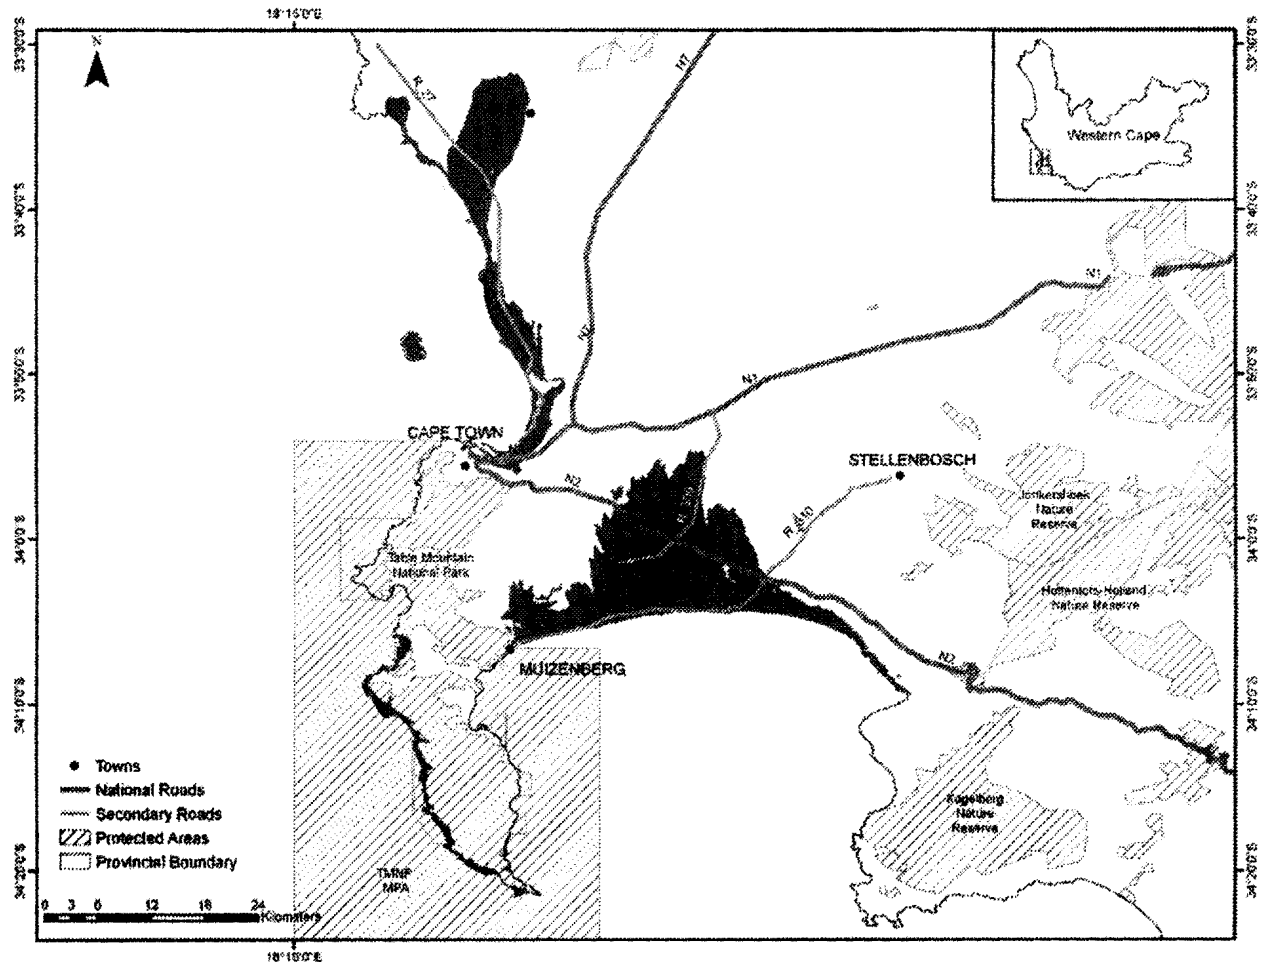 18°15'0"E
33°30'0"S
33°30'0"S
N
R 27
N7
Western Cape
33°40'0"S
33°40'0"S
N1
N7
33°50'0"S
33°50'0"S
N1
CAPE TOWN
STELLENBOSCH
N2
R 310
Jonkershoek
Nature
Reserve
34°0'0"S
34°0'0"S
Table Mountain
National Park
Hottentots-Holland
Nature Reserve
N2
MUIZENBERG
34°10'0"S
34°10'0"S
Towns
National Roads
Secondary Roads
Protected Areas
Provincial Boundary
Kogelberg
Nature
Reserve
TMNP
MPA
34°20'0"S
34°20'0"S
0 3 6 12 18 24
Kilometers
18°15'0"E